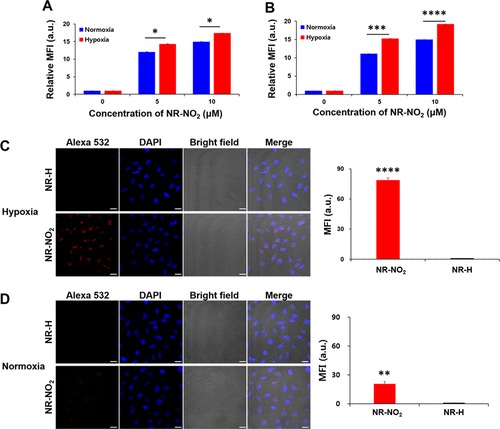 A
*
*
Normoxia
Hypoxia
Relative MFI (a.u.)
20
15
10
5
0
0
5
10
Concentration of NR-NO₂ (μM)
B
***
****
Normoxia
Hypoxia
Relative MFI (a.u.)
20
15
10
5
0
0
5
10
Concentration of NR-NO₂ (μM)
C
Alexa 532 DAPI Bright field Merge
Hypoxia
NR-H
NR-NO₂
MFI (a.u.)
90
60
30
0
****
NR-NO₂ NR-H
D
Alexa 532 DAPI Bright field Merge
Normoxia
NR-H
NR-NO₂
MFI (a.u.)
90
60
30
0
**
NR-NO₂ NR-H